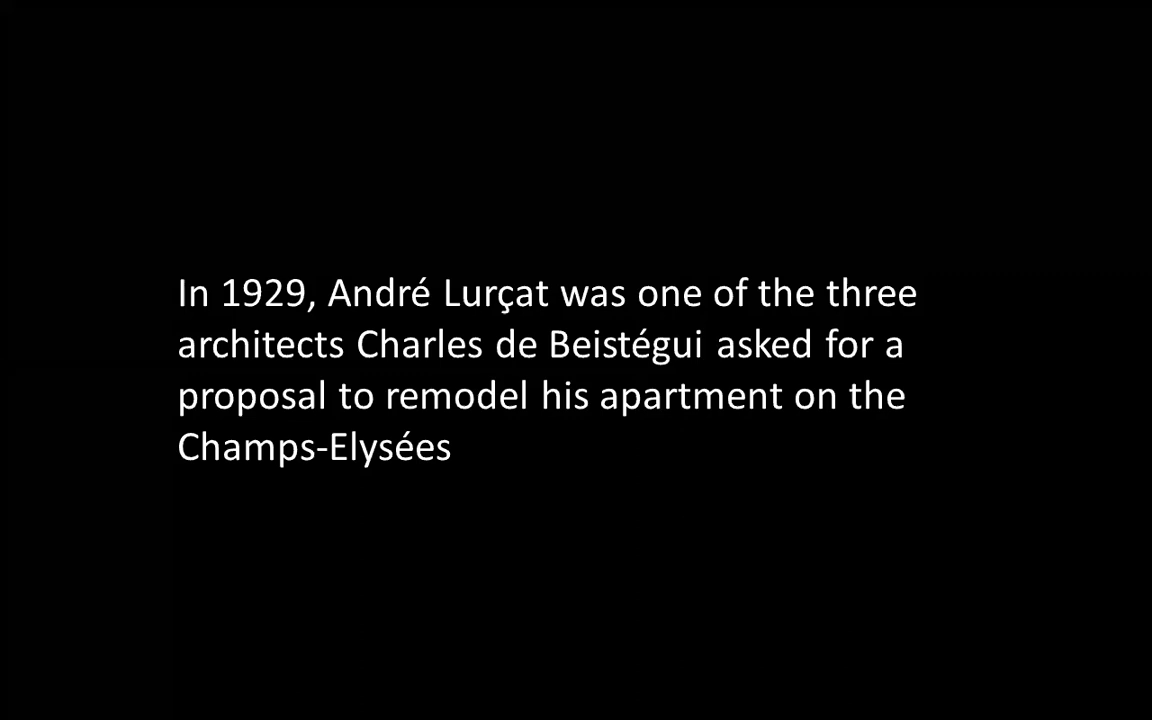 In 1929, André Lurçat was one of the three
architects Charles de Beistégui asked for a
proposal to remodel his apartment on the
Champs-Elysées